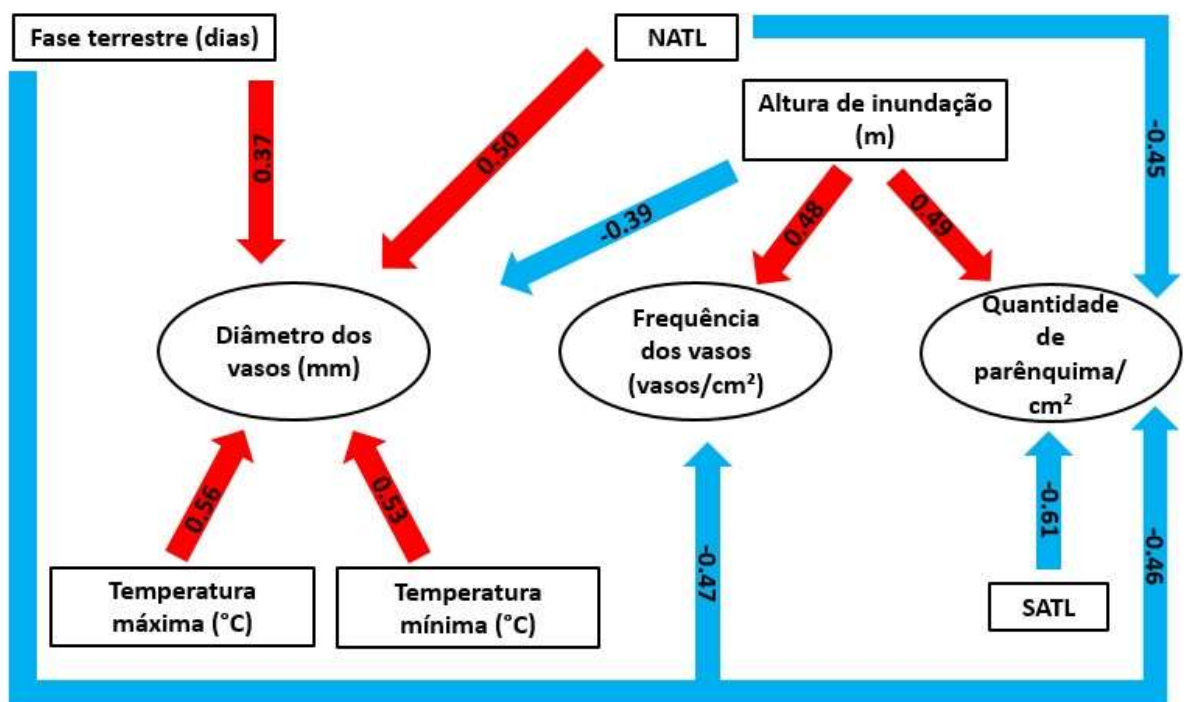 Fase terrestre (dias)
NATL
Altura de inundação
(m)
0.37
0.50
-0.39
0.48
0.49
-0.45
Diâmetro dos
vasos (mm)
Frequência
dos vasos
(vasos/cm²)
Quantidade
de
parênquima/
cm²
0.56
0.53
-0.47
-0.61
-0.46
Temperatura
máxima (°C)
Temperatura
mínima (°C)
SATL